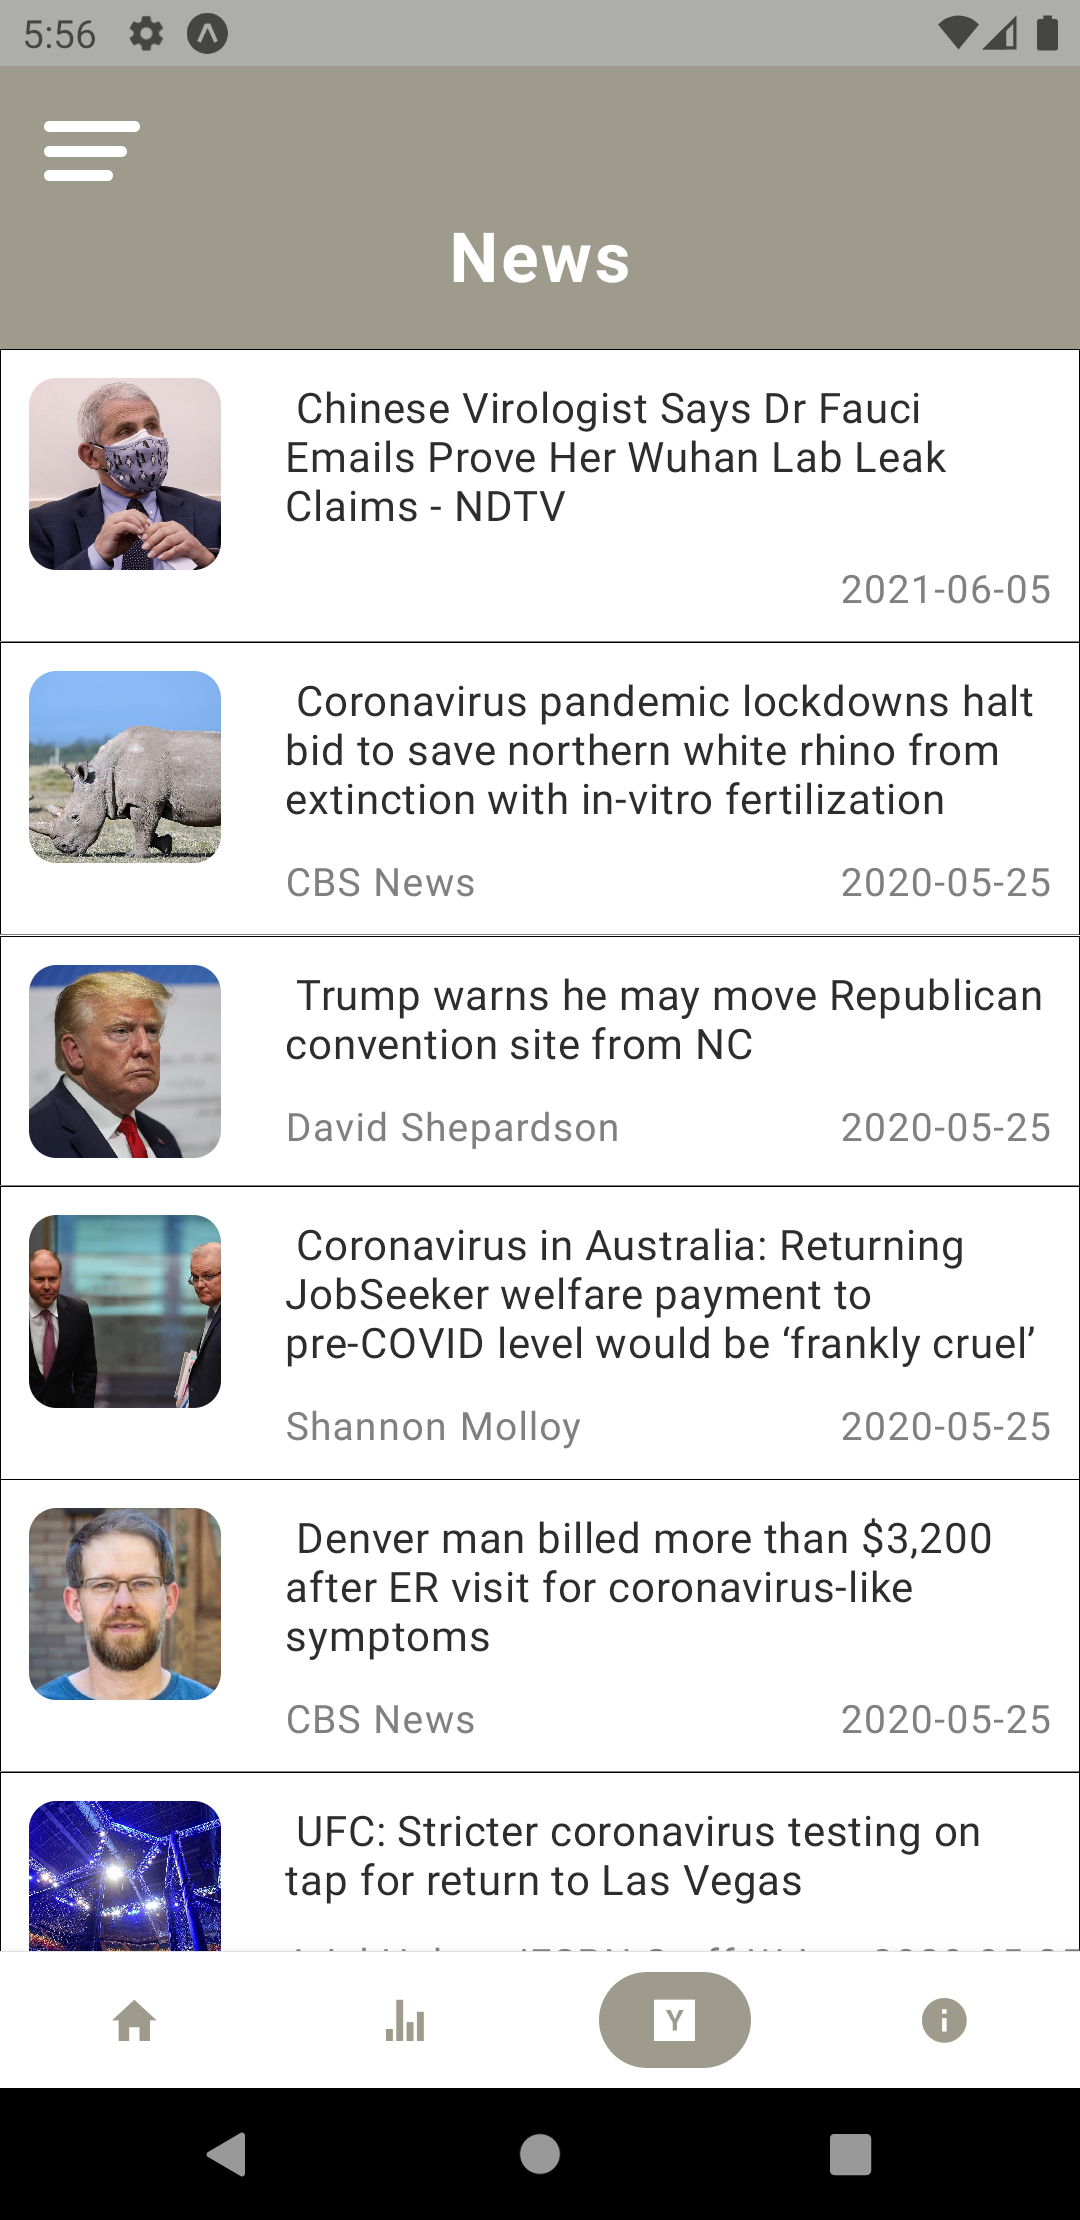 5:56
News
Chinese Virologist Says Dr Fauci
Emails Prove Her Wuhan Lab Leak
Claims - NDTV
2021-06-05
Coronavirus pandemic lockdowns halt
bid to save northern white rhino from
extinction with in-vitro fertilization
CBS News 2020-05-25
Trump warns he may move Republican
convention site from NC
David Shepardson 2020-05-25
Coronavirus in Australia: Returning
JobSeeker welfare payment to
pre-COVID level would be ‘frankly cruel’
Shannon Molloy 2020-05-25
Denver man billed more than $3,200
after ER visit for coronavirus-like
symptoms
CBS News 2020-05-25
UFC: Stricter coronavirus testing on
tap for return to Las Vegas
Y